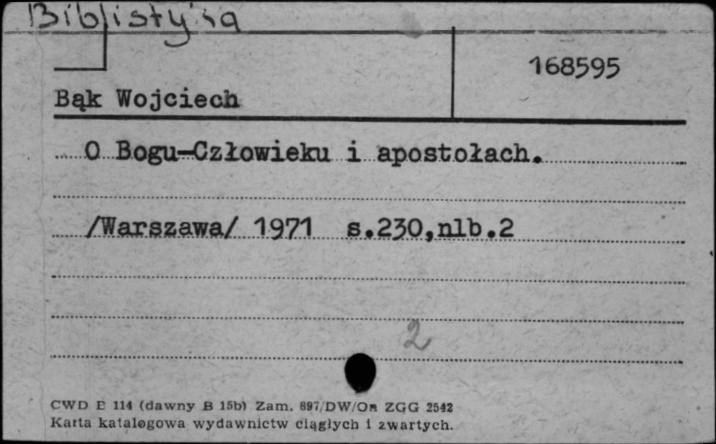 Biblistyka
168595
Bąk Wojciech
O Bogu-Człowieku i apostołach.
/Warszawa/ 1971 s.230,nlb.2
2
CWD E 114 (dawny B 15b) Zam. 897/DW/On ZGG 2542
Karta katalogowa wydawnictw ciągłych i zwartych.